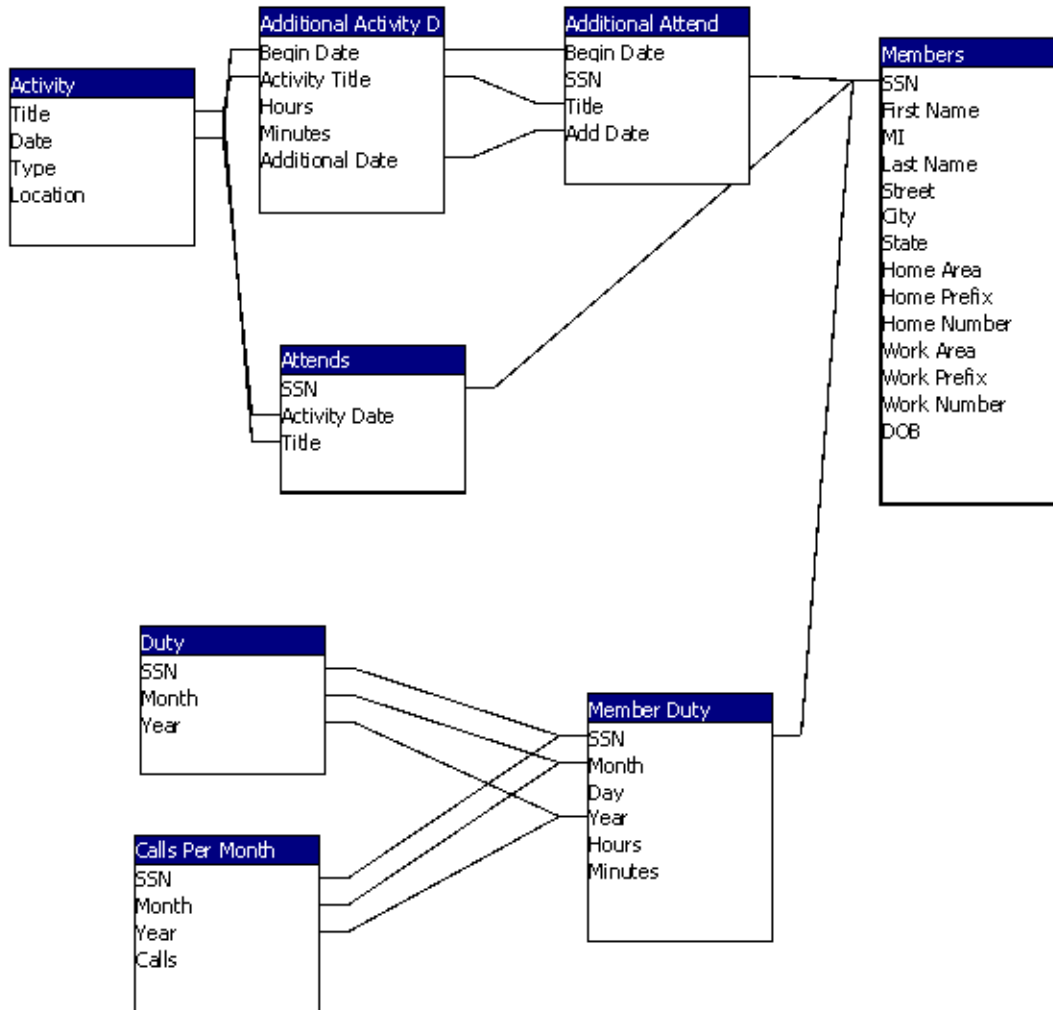 Activity
Title
Date
Type
Location
Additional Activity D
Begin Date
Activity Title
Hours
Minutes
Additional Date
Additional Attend
Begin Date
SSN
Title
Add Date
Members
SSN
First Name
MI
Last Name
Street
City
State
Home Area
Home Prefix
Home Number
Work Area
Work Prefix
Work Number
DOB
Attends
SSN
Activity Date
Title
Duty
SSN
Month
Year
Member Duty
SSN
Month
Day
Year
Hours
Minutes
Calls Per Month
SSN
Month
Year
Calls